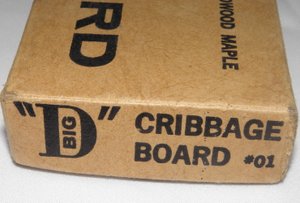 RD
WOOD MAPLE
"D" CRIBBAGE
BIG
BOARD #01